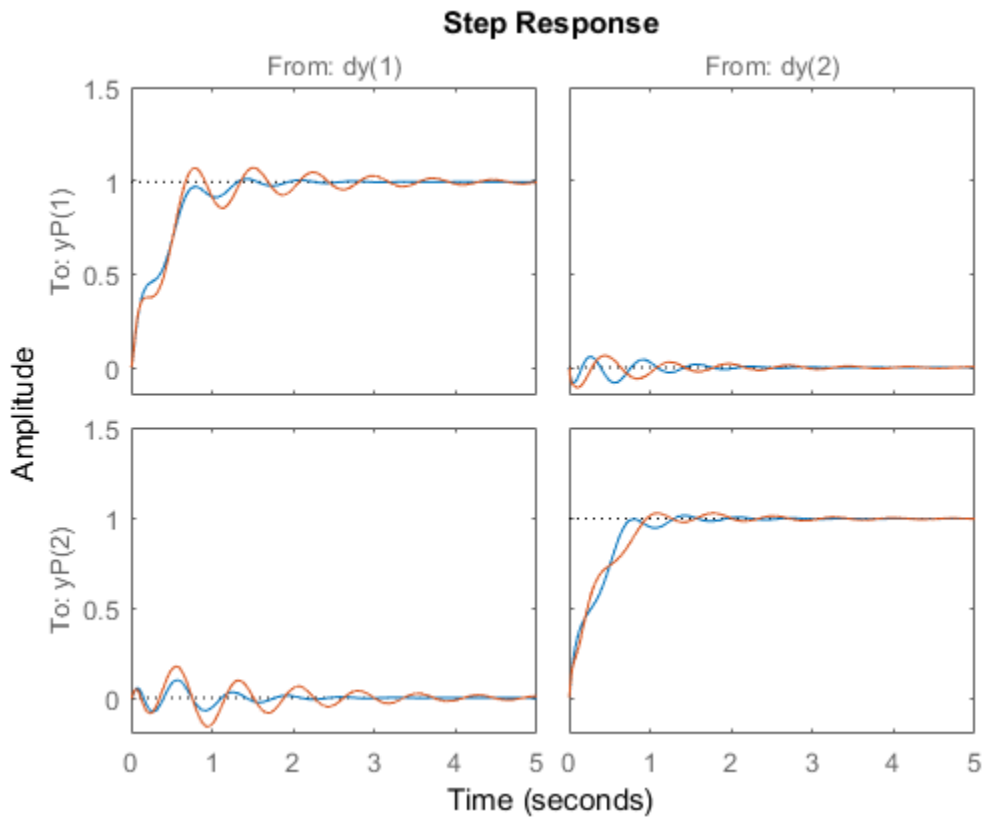 Step Response
From: dy(1)
From: dy(2)
Amplitude
To: yP(1)
1.5
1
0.5
0
To: yP(2)
1.5
1
0.5
0
0 1 2 3 4 5
0 1 2 3 4 5
Time (seconds)